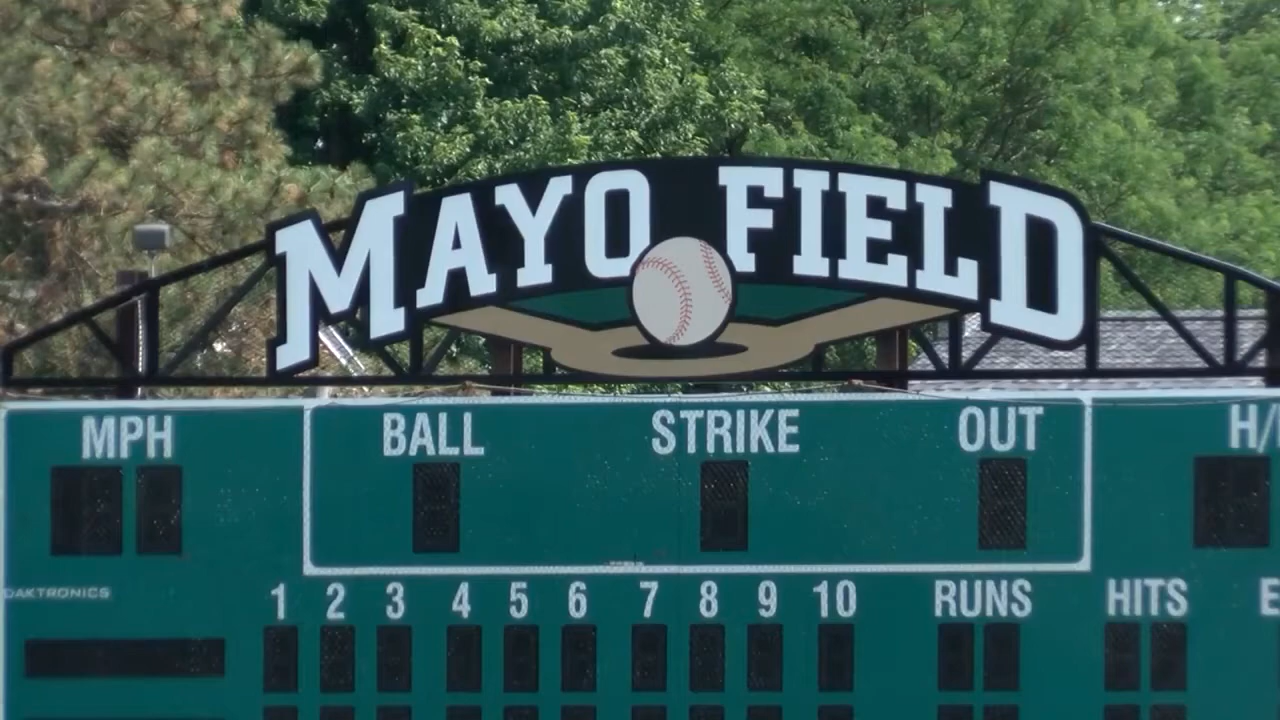 MAYO FIELD
MPH BALL STRIKE OUT H/
DAKTRONICS
1 2 3 4 5 6 7 8 9 10 RUNS HITS E